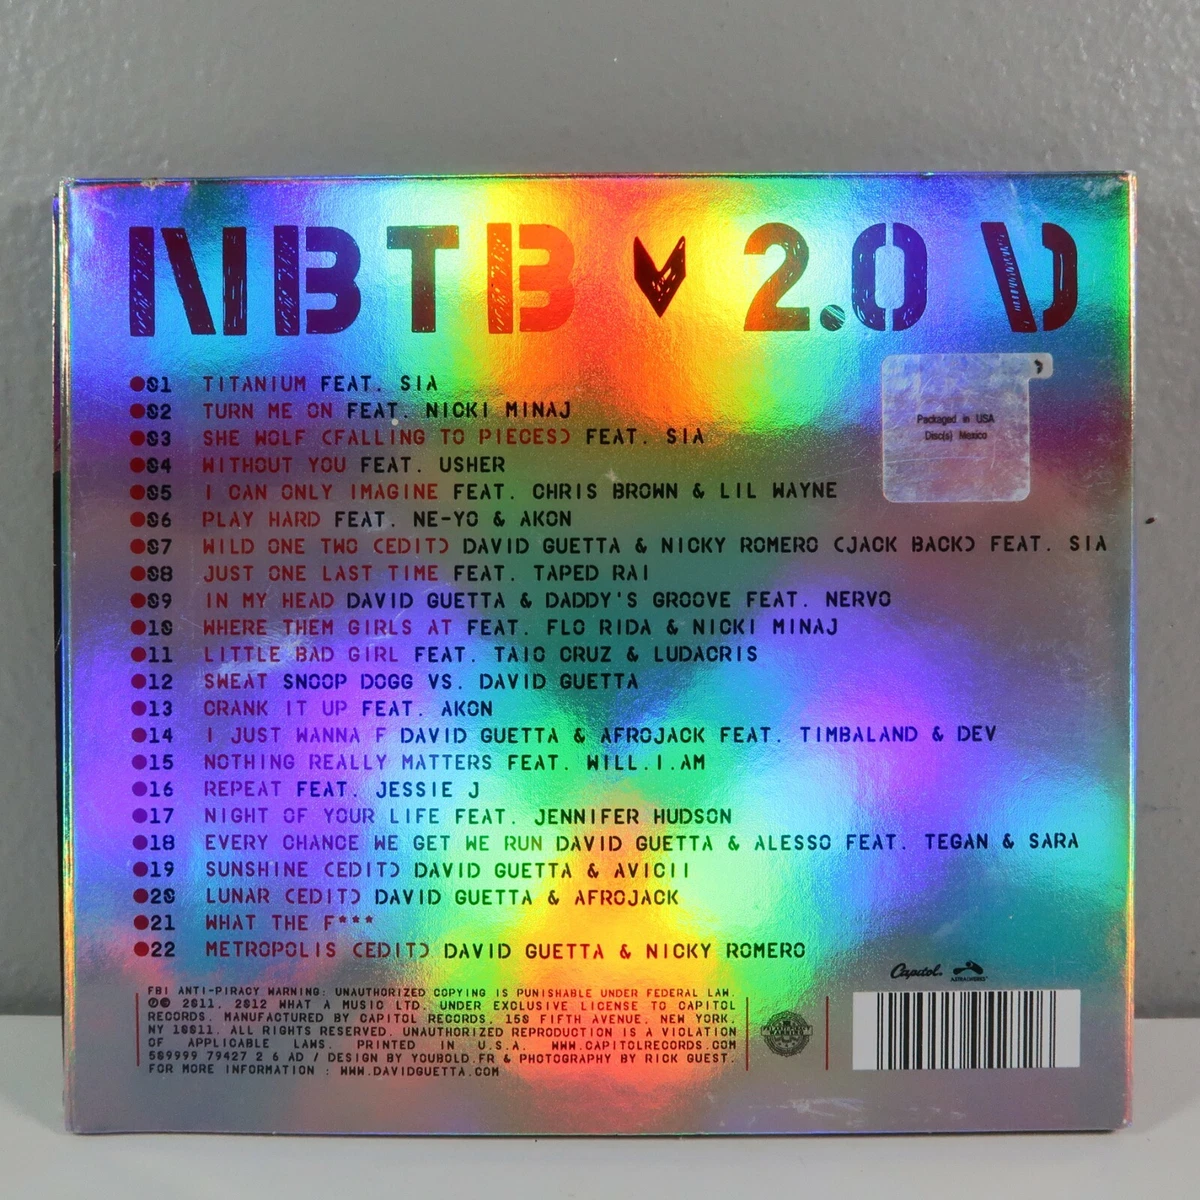 NBTB 2.0
01 TITANIUM FEAT. SIA
02 TURN ME ON FEAT. NICKI MINAJ
03 SHE WOLF (FALLING TO PIECES) FEAT. SIA
04 WITHOUT YOU FEAT. USHER
05 I CAN ONLY IMAGINE FEAT. CHRIS BROWN & LIL WAYNE
06 PLAY HARD FEAT. NE-YO & AKON
07 WILD ONE TWO (EDIT) DAVID GUETTA & NICKY ROMERO (JACK BACK) FEAT. SIA
08 JUST ONE LAST TIME FEAT. TAPED RAI
09 IN MY HEAD DAVID GUETTA & DADDY'S GROOVE FEAT. NERVO
10 WHERE THEM GIRLS AT FEAT. FLO RIDA & NICKI MINAJ
11 LITTLE BAD GIRL FEAT. TAIO CRUZ & LUDACRIS
12 SWEAT SNOOP DOGG VS. DAVID GUETTA
13 CRANK IT UP FEAT. AKON
14 I JUST WANNA F DAVID GUETTA & AFROJACK FEAT. TIMBALAND & DEV
15 NOTHING REALLY MATTERS FEAT. WILL.I.AM
16 REPEAT FEAT. JESSIE J
17 NIGHT OF YOUR LIFE FEAT. JENNIFER HUDSON
18 EVERY CHANCE WE GET WE RUN DAVID GUETTA & ALESSO FEAT. TEGAN & SARA
19 SUNSHINE (EDIT) DAVID GUETTA & AVICII
20 LUNAR (EDIT) DAVID GUETTA & AFROJACK
21 WHAT THE F***
22 METROPOLIS (EDIT) DAVID GUETTA & NICKY ROMERO
Packaged in USA
Disc(s) Mexico
FBI ANTI-PIRACY WARNING: UNAUTHORIZED COPYING IS PUNISHABLE UNDER FEDERAL LAW.
℗© 2011, 2012 WHAT A MUSIC LTD, UNDER EXCLUSIVE LICENSE TO CAPITOL
RECORDS. MANUFACTURED BY CAPITOL RECORDS, 150 FIFTH AVENUE, NEW YORK,
NY 10011. ALL RIGHTS RESERVED. UNAUTHORIZED REPRODUCTION IS A VIOLATION
OF APPLICABLE LAWS. PRINTED IN U.S.A. WWW.CAPITOLRECORDS.COM
509999 79427 2 6 AD / DESIGN BY YOUBOLD.FR & PHOTOGRAPHY BY RICK GUEST.
FOR MORE INFORMATION : WWW.DAVIDGUETTA.COM
Capitol
ASTRALWERKS